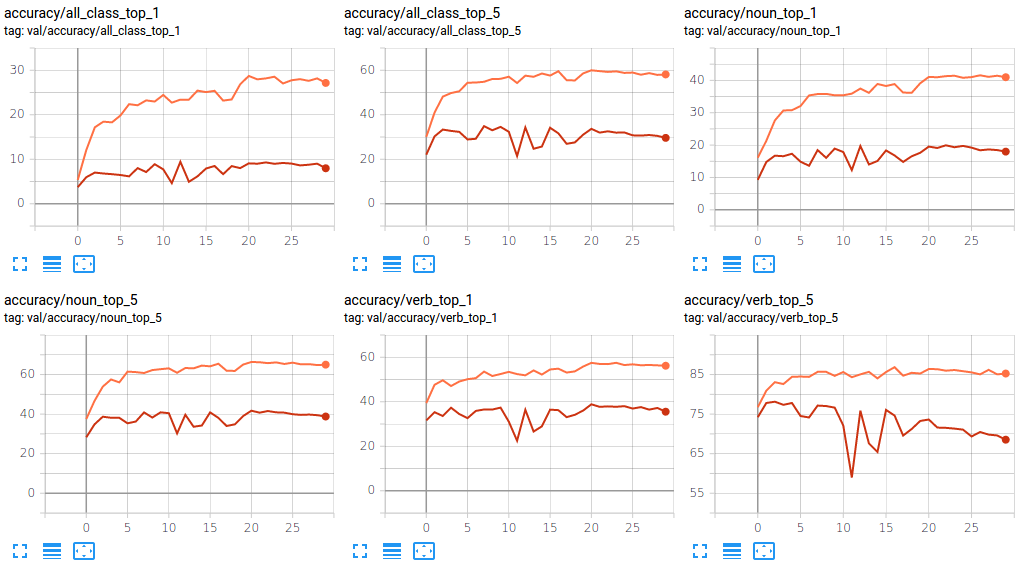 accuracy/all_class_top_1
tag: val/accuracy/all_class_top_1
30
20
10
0
0 5 10 15 20 25
accuracy/all_class_top_5
tag: val/accuracy/all_class_top_5
60
40
20
0
0 5 10 15 20 25
accuracy/noun_top_1
tag: val/accuracy/noun_top_1
40
30
20
10
0
0 5 10 15 20 25
accuracy/noun_top_5
tag: val/accuracy/noun_top_5
60
40
20
0
0 5 10 15 20 25
accuracy/verb_top_1
tag: val/accuracy/verb_top_1
60
40
20
0
0 5 10 15 20 25
accuracy/verb_top_5
tag: val/accuracy/verb_top_5
85
75
65
55
0 5 10 15 20 25